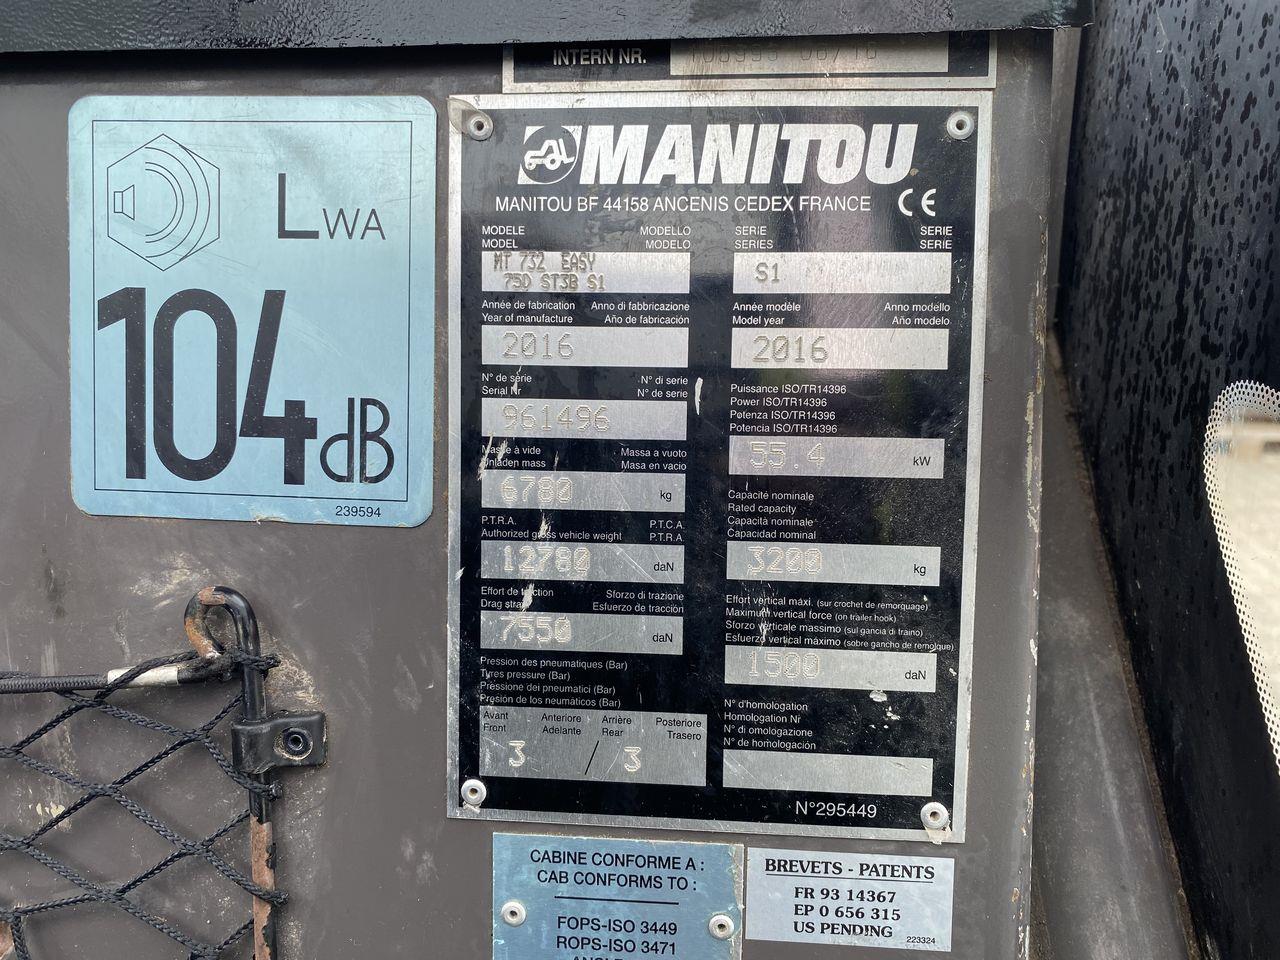 INTERN NR.
LWA
104 dB
239594
MANITOU
MANITOU BF 44158 ANCENIS CEDEX FRANCE CE
MODELE MODELLO
MODEL MODELO
MT 732 EASY
75D ST3B S1
SERIE SERIE
SERIES SERIE
S1
Année de fabrication Anno di fabbricazione
Year of manufacture Año de fabricación
2016
Année modèle Anno modello
Model year Año modelo
2016
N° de série N° di serie
Serial Nr N° de serie
961496
Puissance ISO/TR14396
Power ISO/TR14396
Potenza ISO/TR14396
Potencia ISO/TR14396
55.4 kW
Masse à vide Massa a vuoto
Unladen mass Masa en vacio
6780 kg
Capacité nominale
Rated capacity
Capacità nominale
Capacidad nominal
3200 kg
P.T.R.A. P.T.C.A.
Authorized gross vehicle weight P.T.R.A.
12780 daN
Effort de traction Sforzo di trazione
Drag strain Esfuerzo de tracción
7550 daN
Effort vertical máxi. (sur crochet de remorquage)
Maximum vertical force (on trailer hook)
Sforzo verticale massimo (sul gancia di traino)
Esfuerzo vertical máximo (sobre gancho de remolque)
1500 daN
Pression des pneumatiques (Bar)
Tyres pressure (Bar)
Pressione dei pneumatici (Bar)
Presión de los neumáticos (Bar)
Avant Anteriore Arrière Posteriore
Front Adelante Rear Trasero
3 / 3
N° d'homologation
Homologation Nr
N° di omologazione
N° de homologación
N°295449
CABINE CONFORME A :
CAB CONFORMS TO :
FOPS-ISO 3449
ROPS-ISO 3471
BREVETS - PATENTS
FR 93 14367
EP 0 656 315
US PENDING
223324